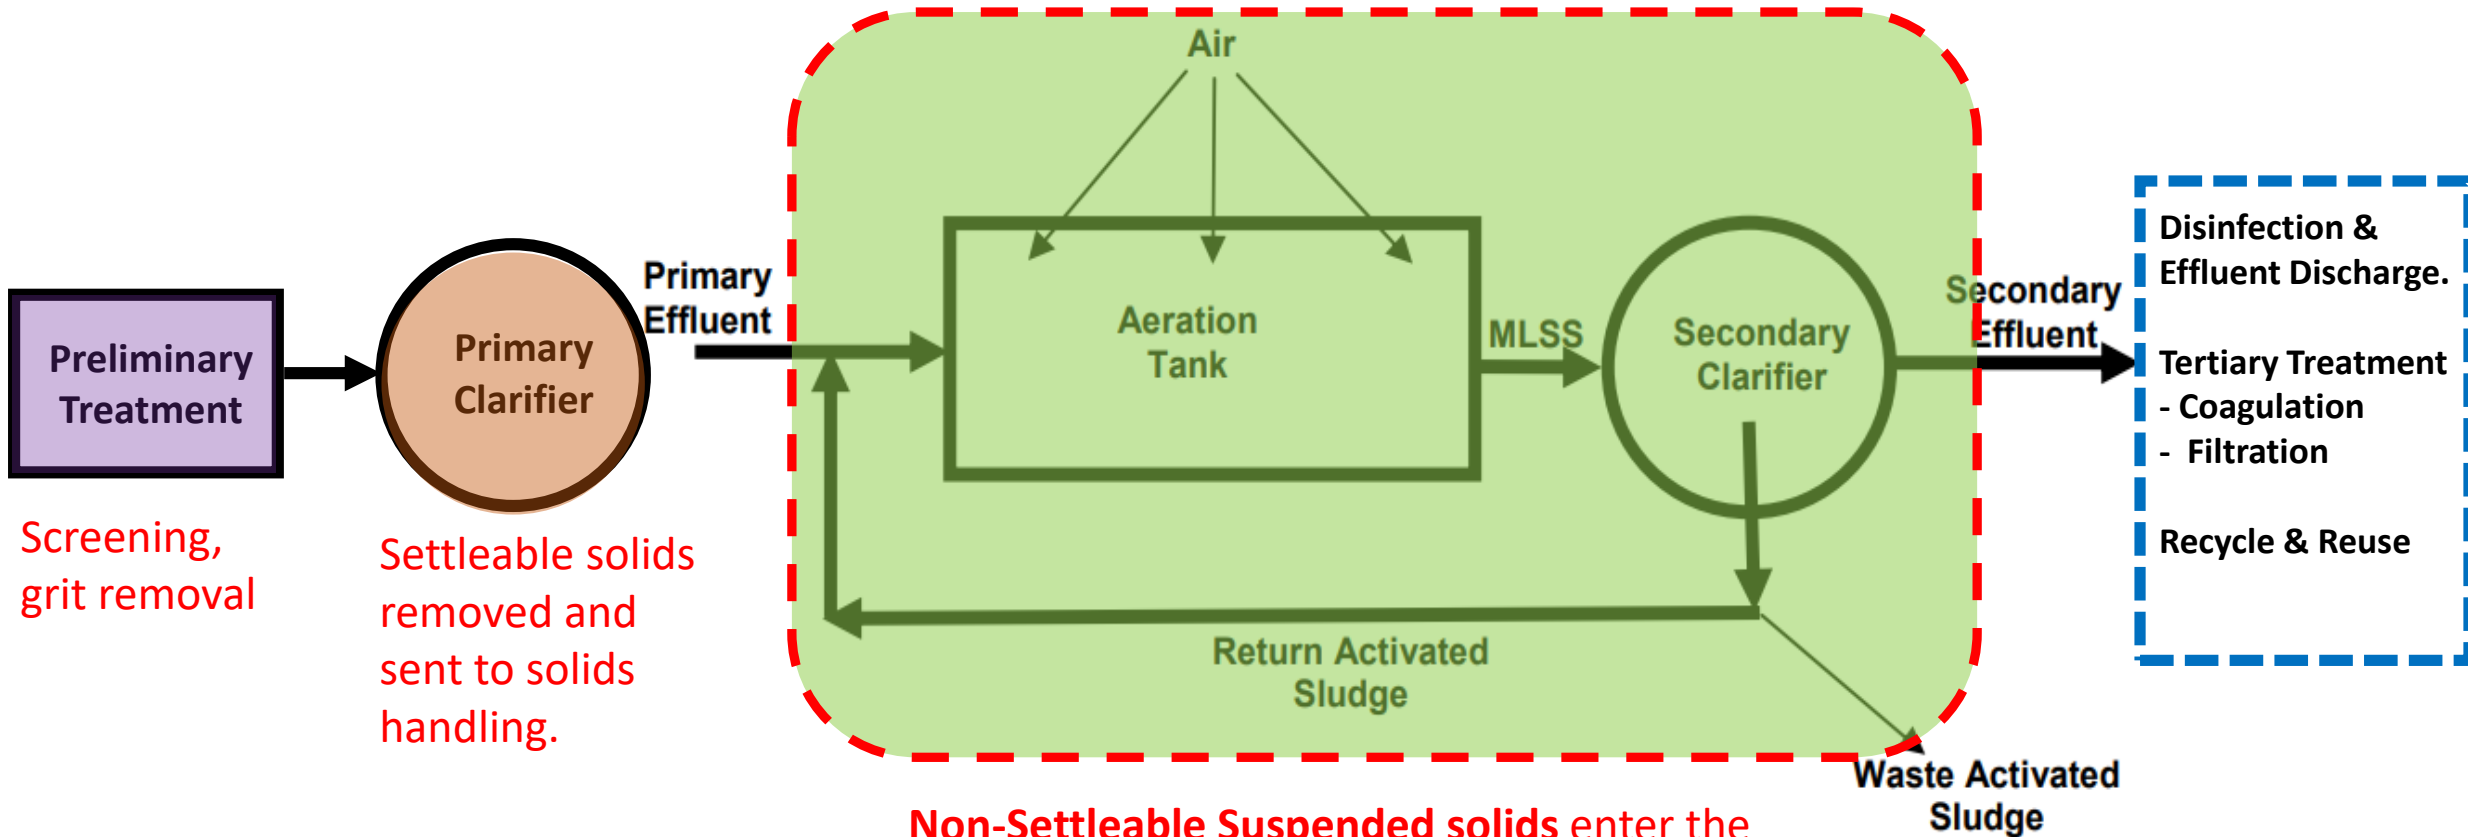 Air
Primary
Effluent
Preliminary
Treatment
Primary
Clarifier
Aeration
Tank
MLSS
Secondary
Clarifier
Secondary
Effluent
Disinfection &
Effluent Discharge.
Tertiary Treatment
- Coagulation
- Filtration
Recycle & Reuse
Screening,
grit removal
Settleable solids
removed and
sent to solids
handling.
Return Activated
Sludge
Waste Activated
Sludge
Non-Settleable Suspended solids enter the